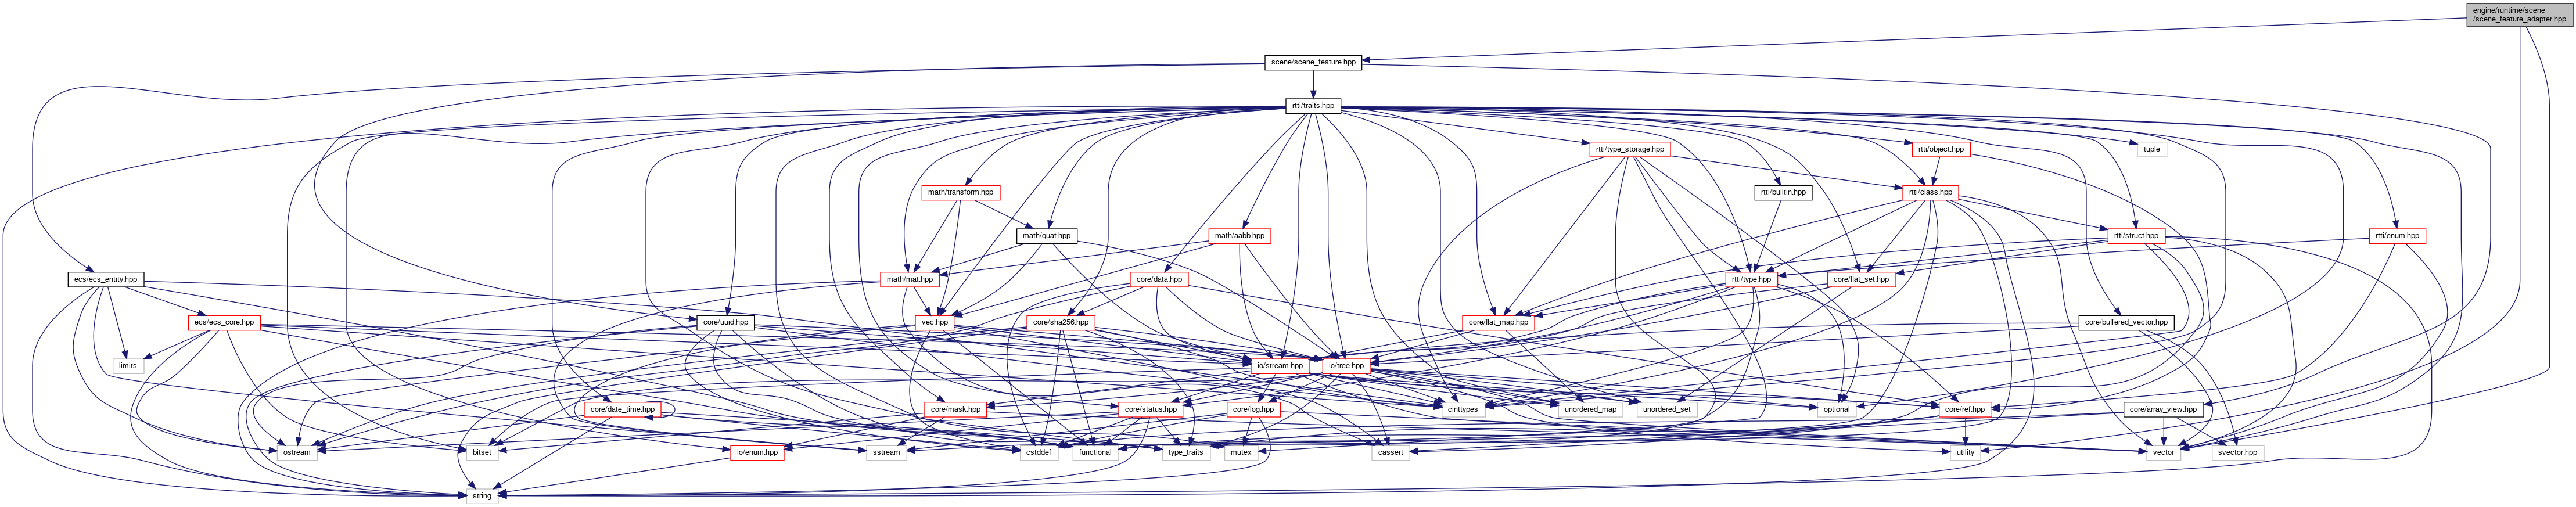 engine/runtime/scene
/scene_feature_adapter.hpp
scene/scene_feature.hpp
rtti/traits.hpp
rtti/type_storage.hpp
rtti/object.hpp
tuple
math/transform.hpp
rtti/builtin.hpp
rtti/class.hpp
math/quat.hpp
math/aabb.hpp
rtti/struct.hpp
rtti/enum.hpp
ecs/ecs_entity.hpp
math/mat.hpp
core/data.hpp
rtti/type.hpp
core/flat_set.hpp
ecs/ecs_core.hpp
core/uuid.hpp
vec.hpp
core/sha256.hpp
core/flat_map.hpp
core/buffered_vector.hpp
limits
io/stream.hpp
io/tree.hpp
core/date_time.hpp
core/mask.hpp
core/status.hpp
core/log.hpp
cinttypes
unordered_map
unordered_set
optional
core/ref.hpp
core/array_view.hpp
ostream
bitset
io/enum.hpp
sstream
cstddef
functional
type_traits
mutex
cassert
utility
vector
svector.hpp
string